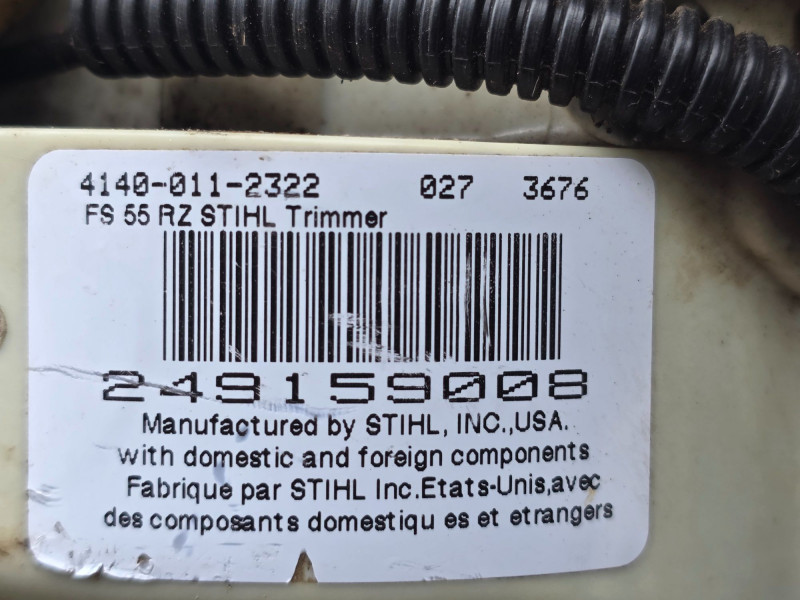 4140-011-2322 027 3676
FS 55 RZ STIHL Trimmer
249159008
Manufactured by STIHL, INC.,USA.
with domestic and foreign components
Fabrique par STIHL Inc.Etats-Unis,avec
des composants domestiqu es et etrangers